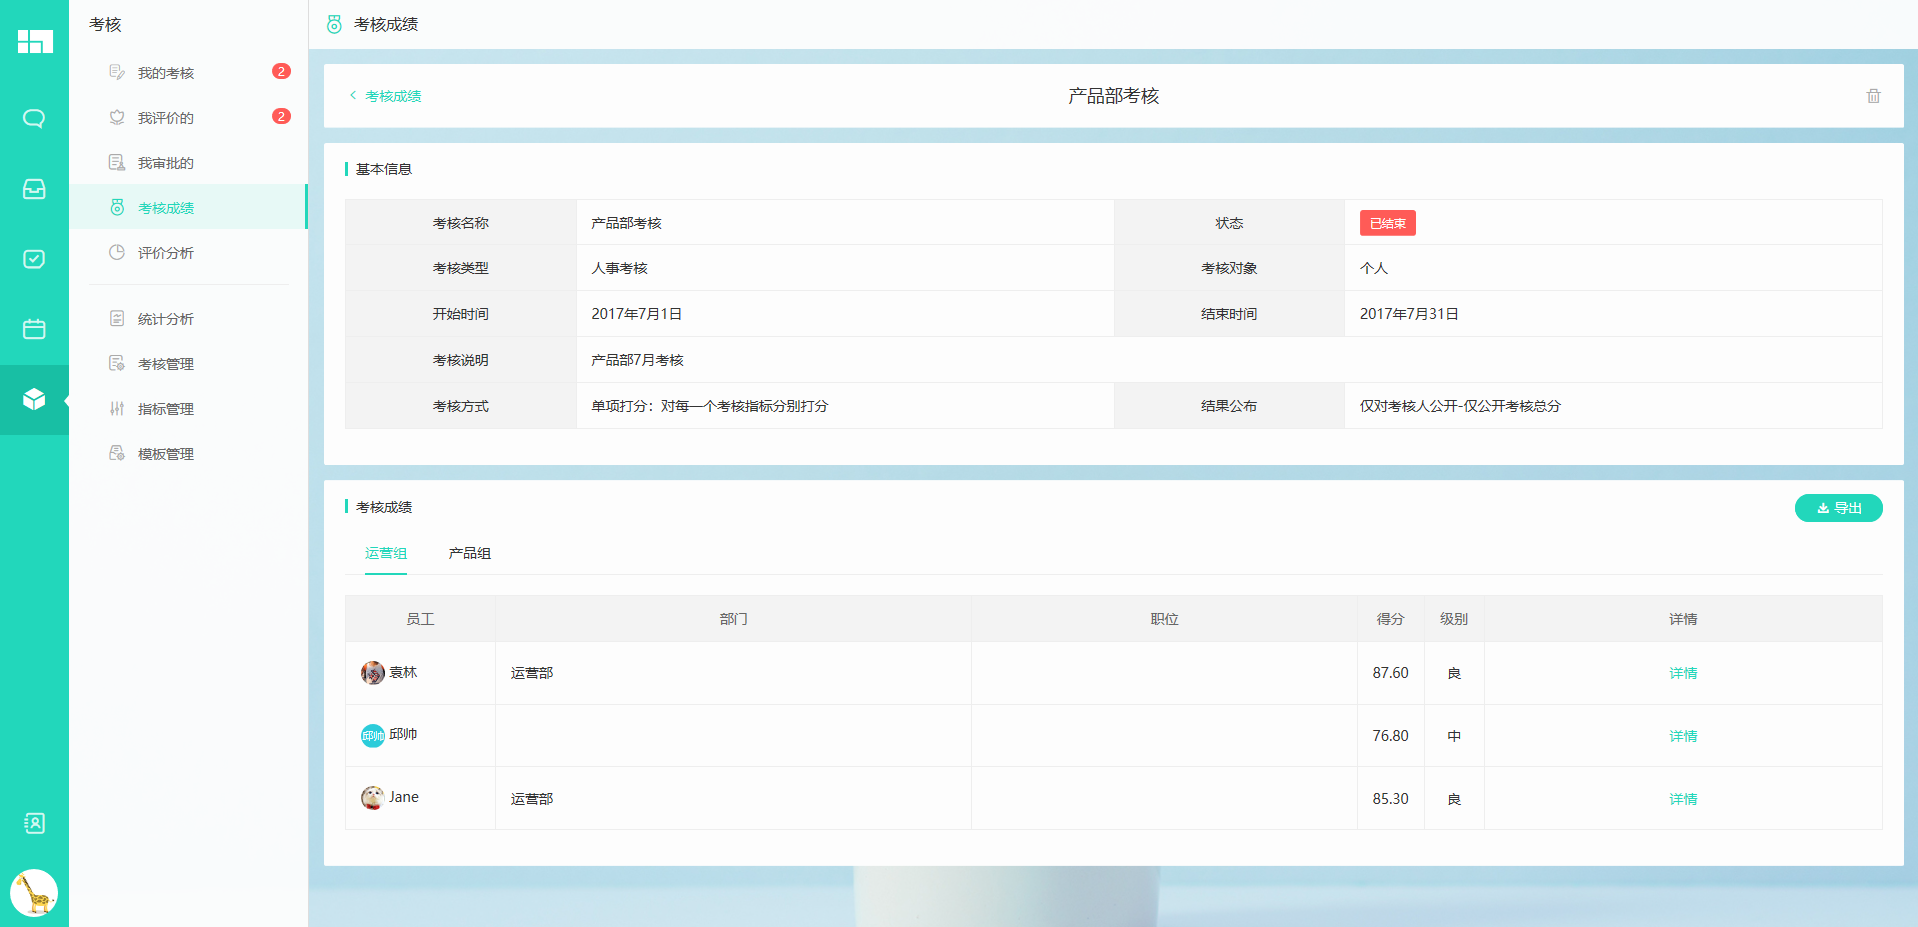 考核
我的考核 2
我评价的 2
我审批的
考核成绩
评价分析
统计分析
考核管理
指标管理
模板管理
考核成绩
考核成绩 产品部考核
基本信息
考核名称 产品部考核 状态 已结束
考核类型 人事考核 考核对象 个人
开始时间 2017年7月1日 结束时间 2017年7月31日
考核说明 产品部7月考核
考核方式 单项打分：对每一个考核指标分别打分 结果公布 仅对考核人公开-仅公开考核总分
考核成绩 导出
运营组 产品组
员工 部门 职位 得分 级别 详情
袁林 运营部 87.60 良 详情
邱帅 邱帅 76.80 中 详情
Jane 运营部 85.30 良 详情